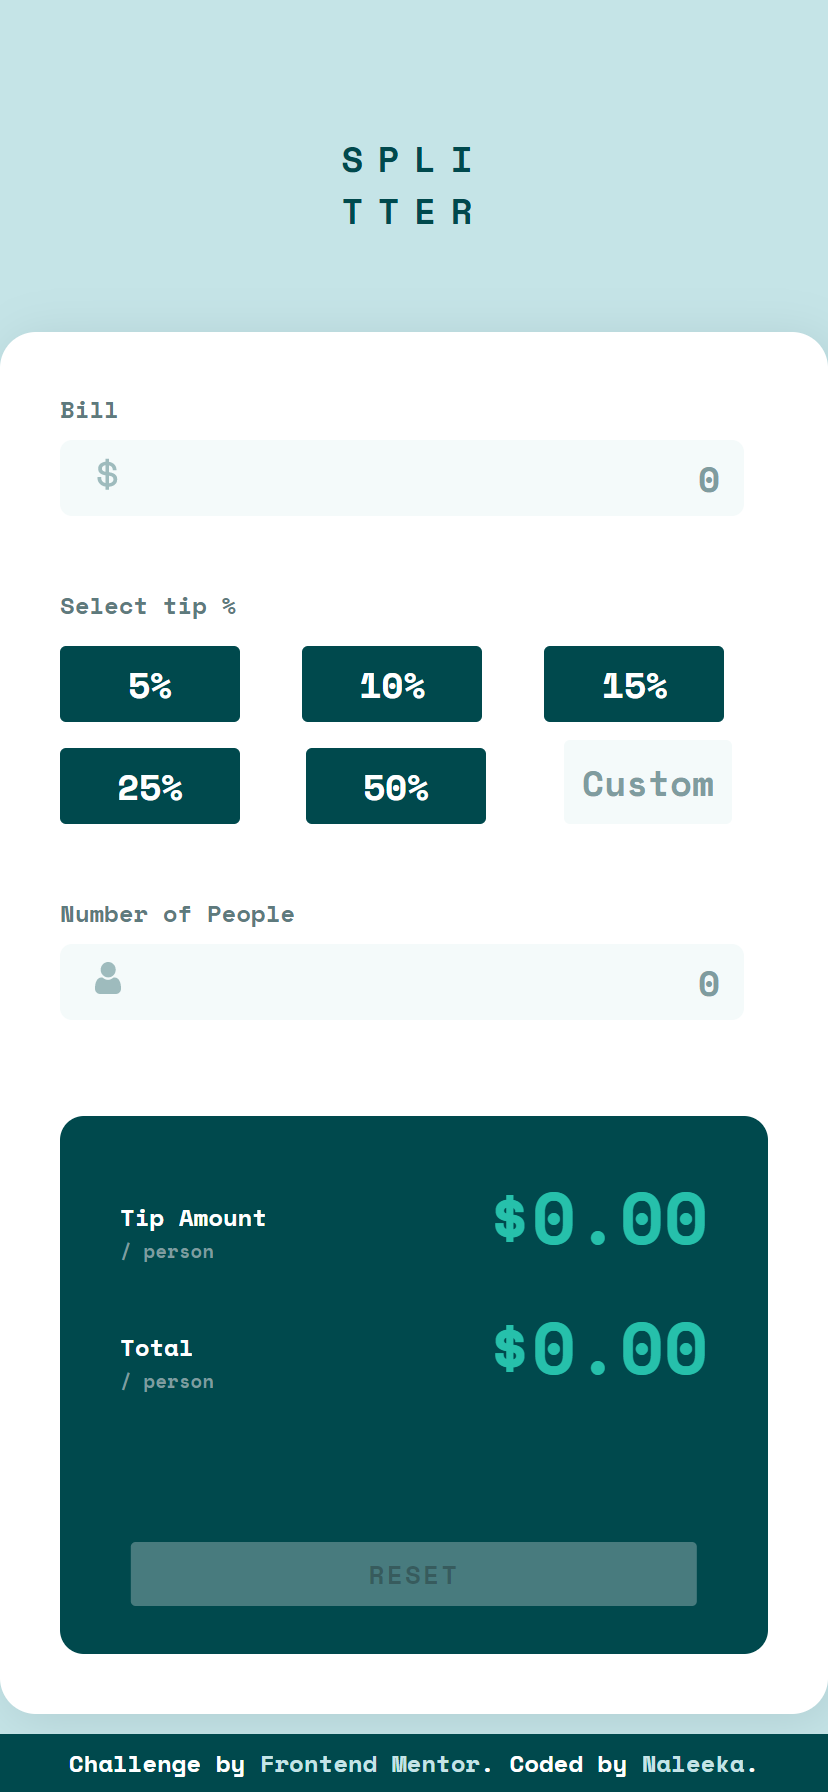 SPLI
TTER
Bill
$ 0
Select tip %
5% 10% 15%
25% 50% Custom
Number of People
0
Tip Amount $0.00
/ person
Total $0.00
/ person
RESET
Challenge by Frontend Mentor. Coded by Naleeka.